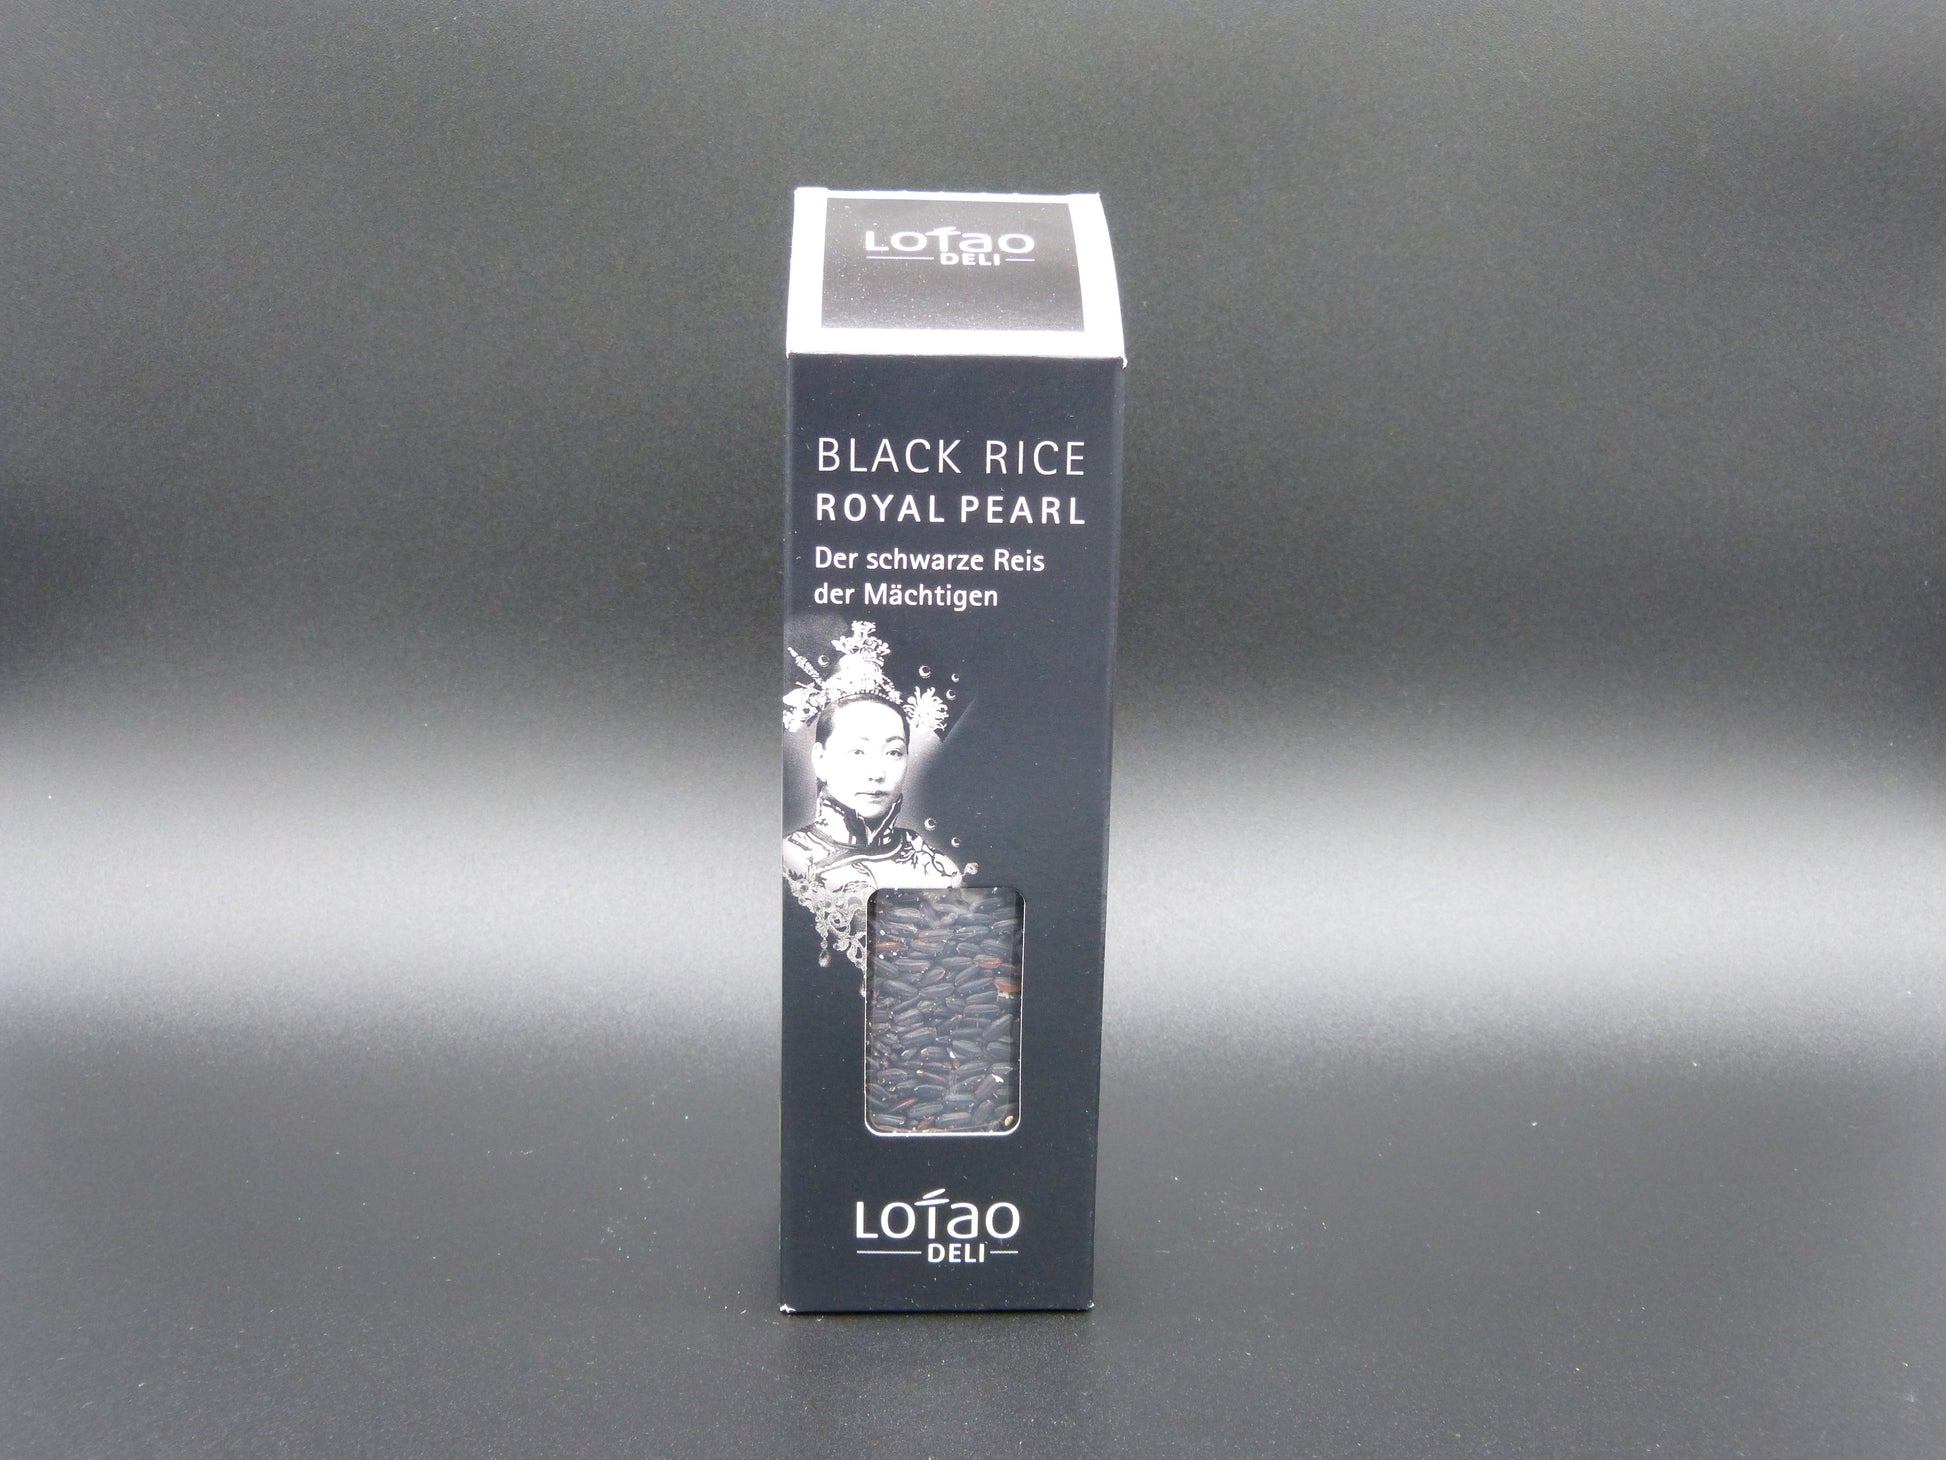 LOTao
DELI
BLACK RICE
ROYAL PEARL
Der schwarze Reis
der Mächtigen
LOTao
DELI